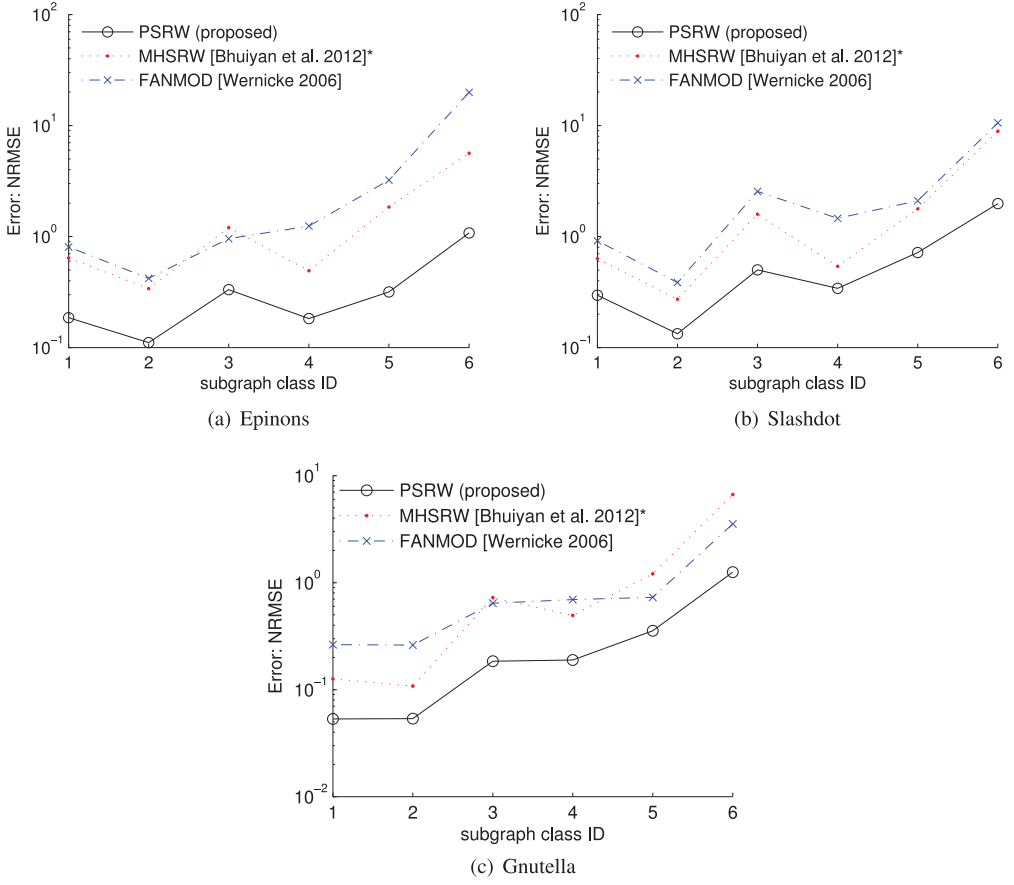 10^2
10^1
10^0
10^-1
Error: NRMSE
PSRW (proposed)
MHSRW [Bhuiyan et al. 2012]*
FANMOD [Wernicke 2006]
1 2 3 4 5 6
subgraph class ID
(a) Epinons
10^2
10^1
10^0
10^-1
Error: NRMSE
PSRW (proposed)
MHSRW [Bhuiyan et al. 2012]*
FANMOD [Wernicke 2006]
1 2 3 4 5 6
subgraph class ID
(b) Slashdot
10^1
10^0
10^-1
10^-2
Error: NRMSE
PSRW (proposed)
MHSRW [Bhuiyan et al. 2012]*
FANMOD [Wernicke 2006]
1 2 3 4 5 6
subgraph class ID
(c) Gnutella